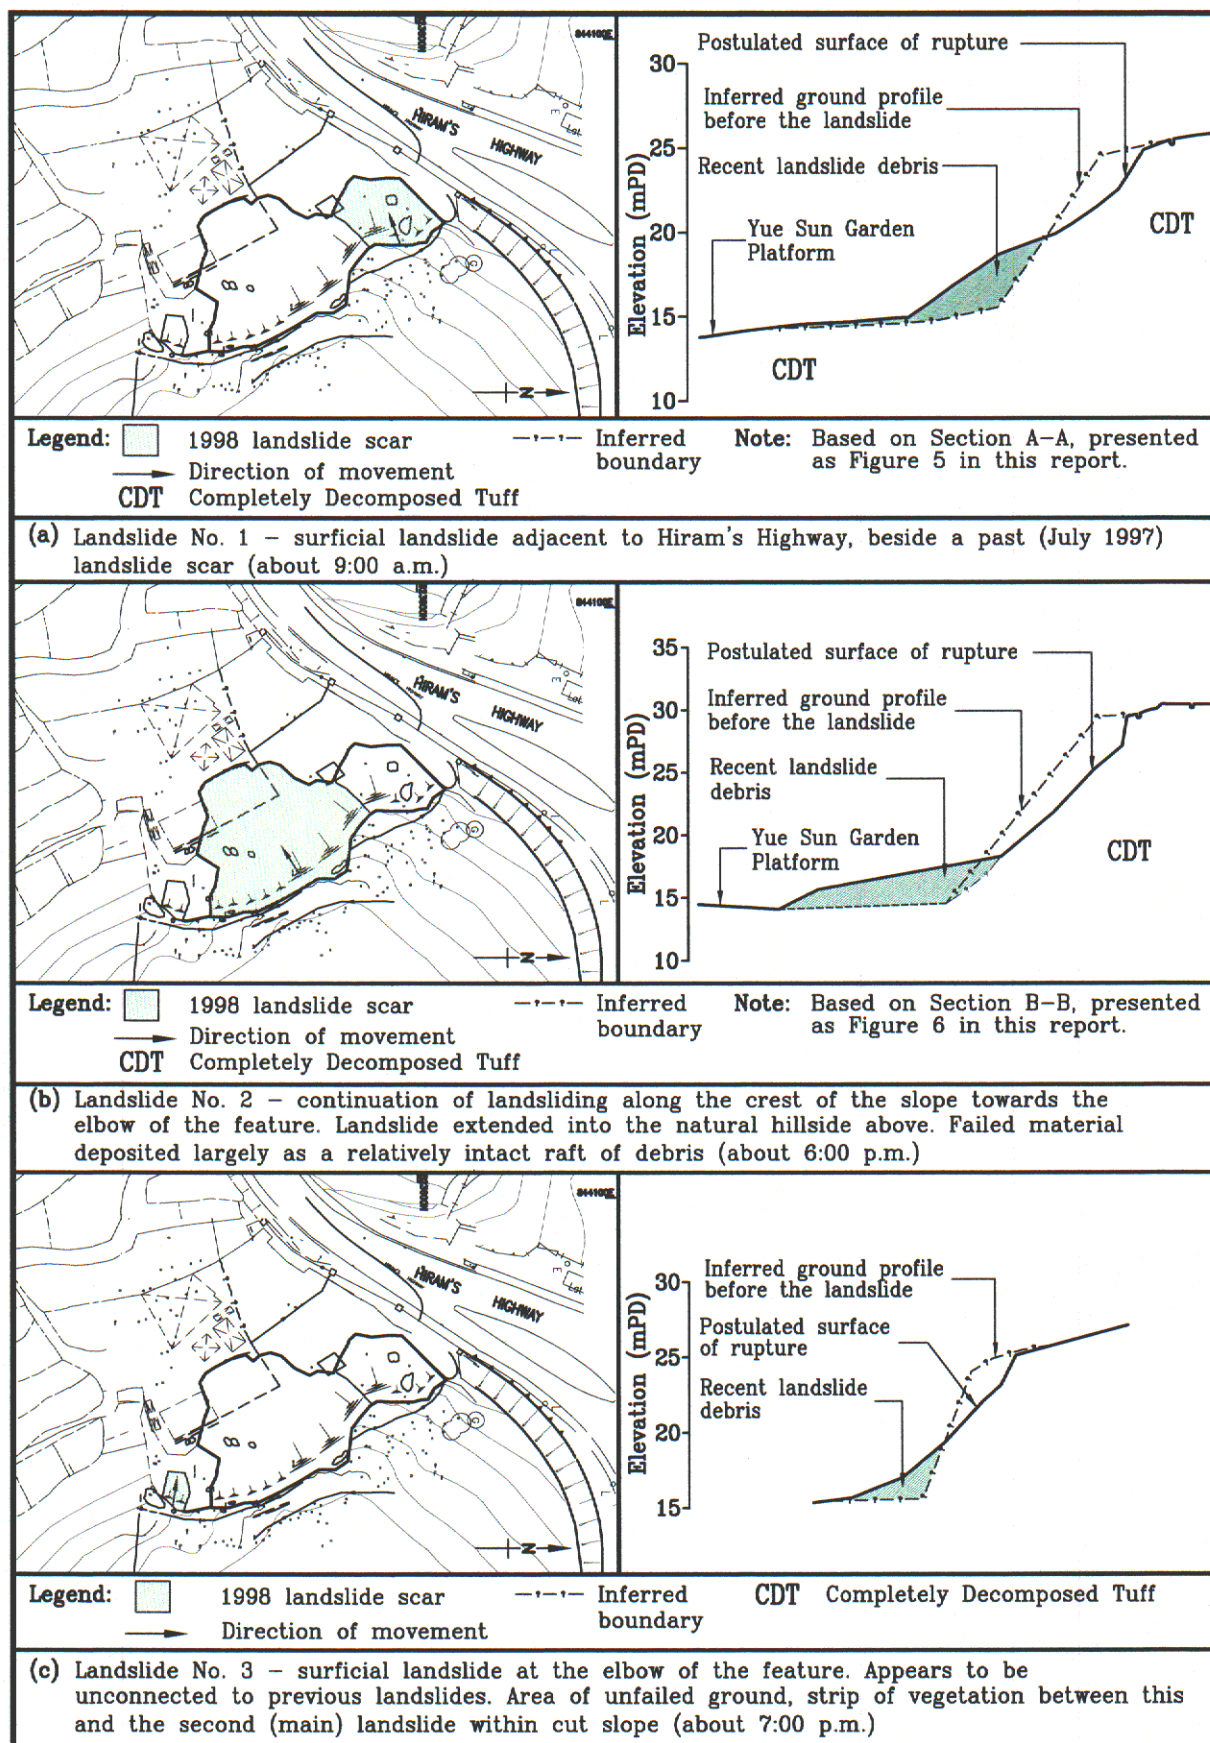 844100E
HIRAM'S
HIGHWAY
Lot
E
G
N
Postulated surface of rupture
Inferred ground profile
before the landslide
Recent landslide debris
Yue Sun Garden
Platform
CDT
CDT
Elevation (mPD)
30
25
20
15
10
Legend:
1998 landslide scar
Direction of movement
CDT Completely Decomposed Tuff
Inferred
boundary
Note: Based on Section A-A, presented
as Figure 5 in this report.
(a) Landslide No. 1 - surficial landslide adjacent to Hiram's Highway, beside a past (July 1997)
landslide scar (about 9:00 a.m.)
844100E
HIRAM'S
HIGHWAY
Lot
E
G
N
Postulated surface of rupture
Inferred ground profile
before the landslide
Recent landslide
debris
Yue Sun Garden
Platform
CDT
Elevation (mPD)
35
30
25
20
15
10
Legend:
1998 landslide scar
Direction of movement
CDT Completely Decomposed Tuff
Inferred
boundary
Note: Based on Section B-B, presented
as Figure 6 in this report.
(b) Landslide No. 2 - continuation of landsliding along the crest of the slope towards the
elbow of the feature. Landslide extended into the natural hillside above. Failed material
deposited largely as a relatively intact raft of debris (about 6:00 p.m.)
844100E
HIRAM'S
HIGHWAY
Lot
E
G
N
Inferred ground profile
before the landslide
Postulated surface
of rupture
Recent landslide
debris
Elevation (mPD)
30
25
20
15
Legend:
1998 landslide scar
Direction of movement
Inferred
boundary
CDT Completely Decomposed Tuff
(c) Landslide No. 3 - surficial landslide at the elbow of the feature. Appears to be
unconnected to previous landslides. Area of unfailed ground, strip of vegetation between this
and the second (main) landslide within cut slope (about 7:00 p.m.)